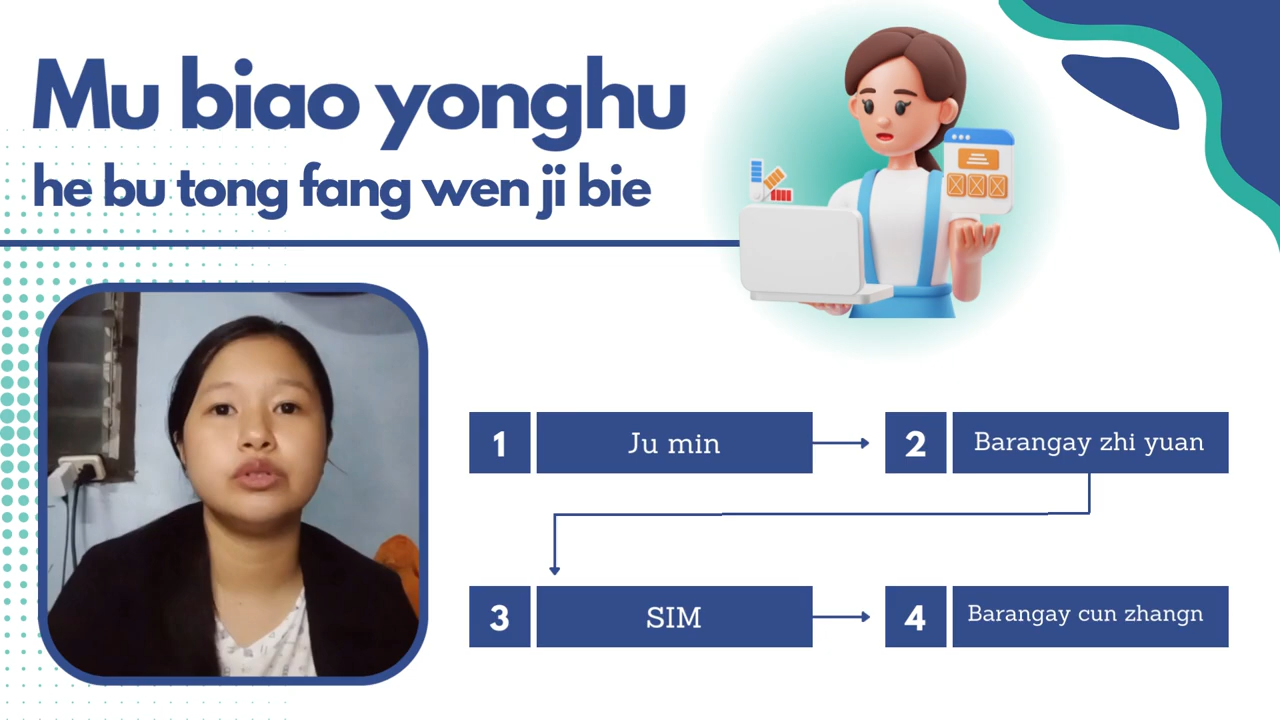 Mu biao yonghu
he bu tong fang wen ji bie
1 Ju min
2 Barangay zhi yuan
3 SIM
4 Barangay cun zhangn